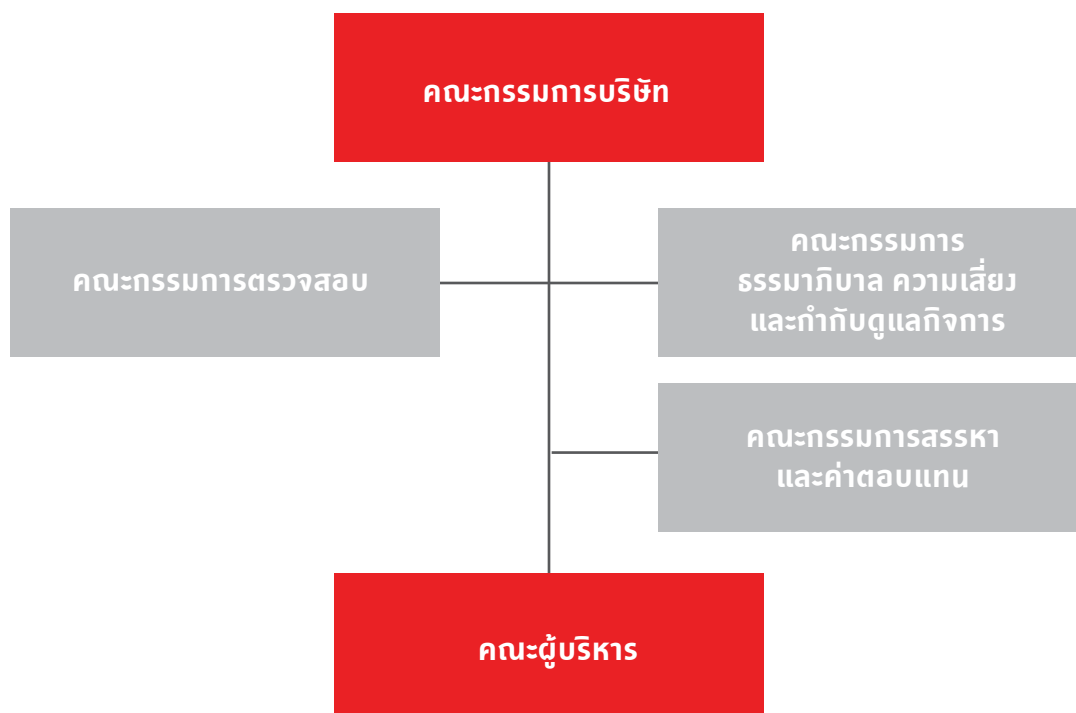 คณะกรรมการบริษัท
คณะกรรมการตรวจสอบ
คณะกรรมการ
ธรรมาภิบาล ความเสี่ยง
และกำกับดูแลกิจการ
คณะกรรมการสรรหา
และค่าตอบแทน
คณะผู้บริหาร